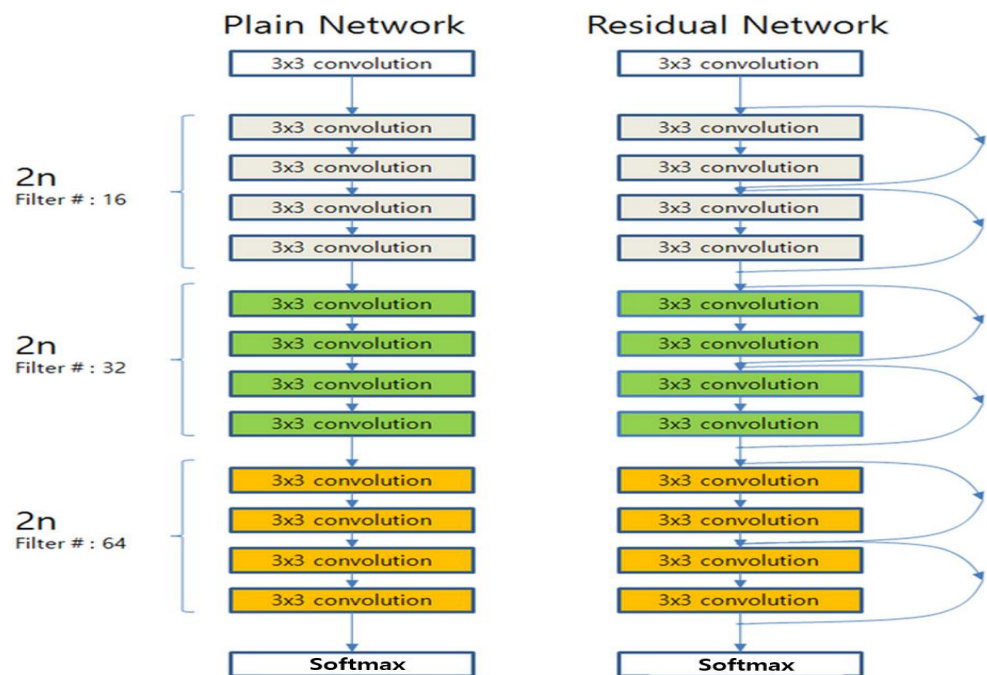 Plain Network
3x3 convolution
3x3 convolution
3x3 convolution
3x3 convolution
3x3 convolution
3x3 convolution
3x3 convolution
3x3 convolution
3x3 convolution
3x3 convolution
3x3 convolution
3x3 convolution
3x3 convolution
Softmax
2n
Filter # : 16
2n
Filter # : 32
2n
Filter # : 64
Residual Network
3x3 convolution
3x3 convolution
3x3 convolution
3x3 convolution
3x3 convolution
3x3 convolution
3x3 convolution
3x3 convolution
3x3 convolution
3x3 convolution
3x3 convolution
3x3 convolution
3x3 convolution
Softmax